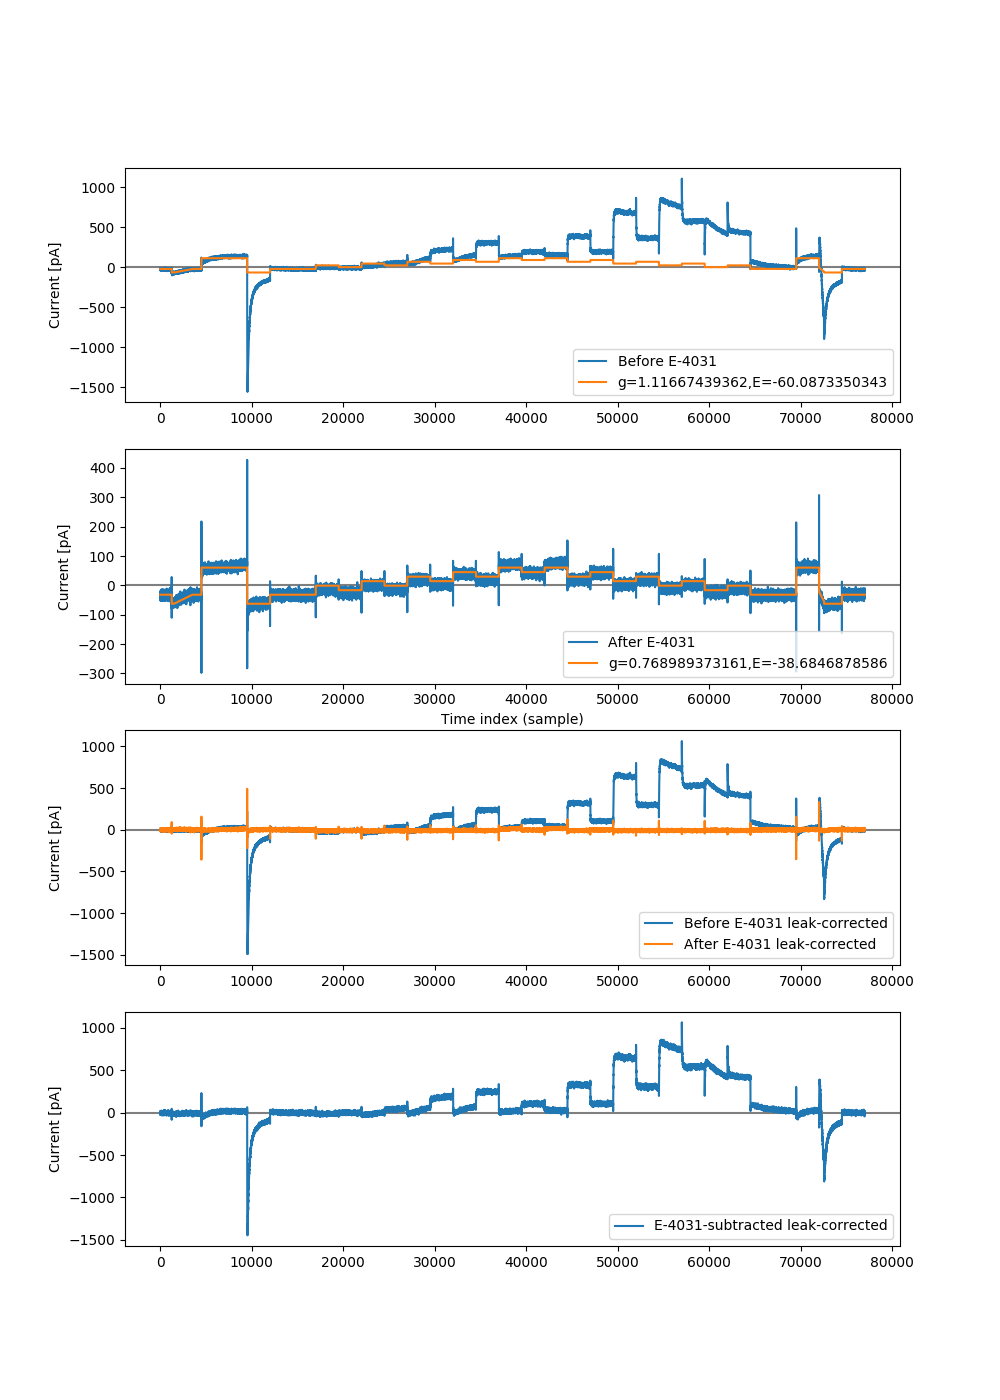 1000
500
0
−500
−1000
−1500
Current [pA]
Before E-4031
g=1.11667439362,E=-60.0873350343
0 10000 20000 30000 40000 50000 60000 70000 80000
400
300
200
100
0
−100
−200
−300
Current [pA]
After E-4031
g=0.768989373161,E=-38.6846878586
0 10000 20000 30000 40000 50000 60000 70000 80000
Time index (sample)
1000
500
0
−500
−1000
−1500
Current [pA]
Before E-4031 leak-corrected
After E-4031 leak-corrected
0 10000 20000 30000 40000 50000 60000 70000 80000
1000
500
0
−500
−1000
−1500
Current [pA]
E-4031-subtracted leak-corrected
0 10000 20000 30000 40000 50000 60000 70000 80000